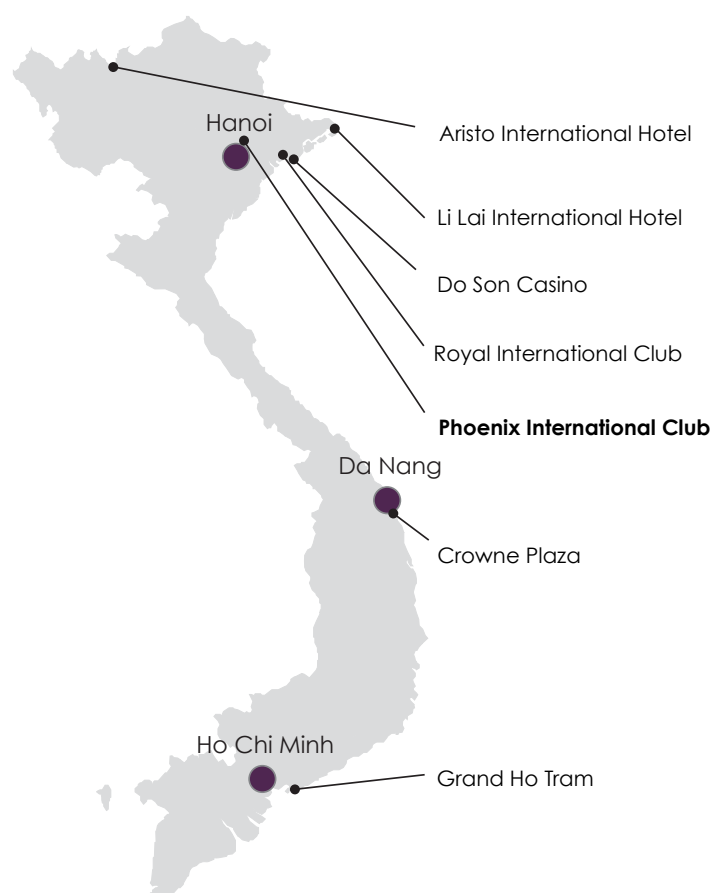 Hanoi
Aristo International Hotel
Li Lai International Hotel
Do Son Casino
Royal International Club
Phoenix International Club
Da Nang
Crowne Plaza
Ho Chi Minh
Grand Ho Tram